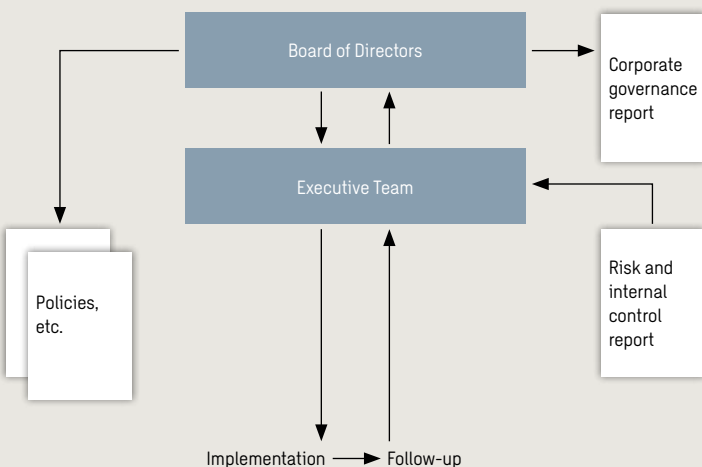 Board of Directors
Corporate
governance
report
Executive Team
Policies,
etc.
Risk and
internal
control
report
Implementation
Follow-up